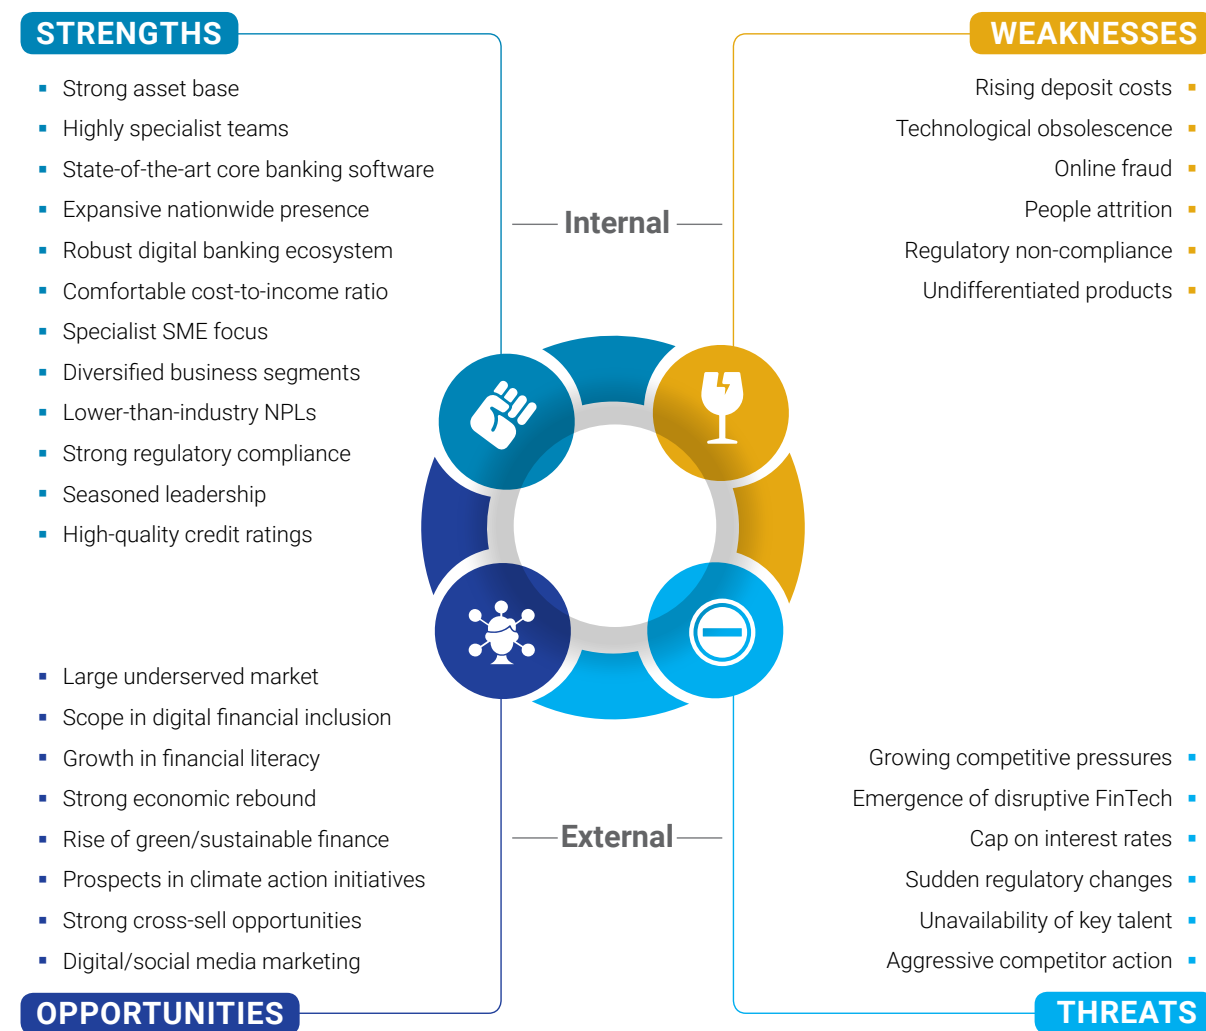 STRENGTHS
Strong asset base
Highly specialist teams
State-of-the-art core banking software
Expansive nationwide presence
Robust digital banking ecosystem
Comfortable cost-to-income ratio
Specialist SME focus
Diversified business segments
Lower-than-industry NPLs
Strong regulatory compliance
Seasoned leadership
High-quality credit ratings
WEAKNESSES
Rising deposit costs
Technological obsolescence
Online fraud
People attrition
Regulatory non-compliance
Undifferentiated products
Internal
Large underserved market
Scope in digital financial inclusion
Growth in financial literacy
Strong economic rebound
Rise of green/sustainable finance
Prospects in climate action initiatives
Strong cross-sell opportunities
Digital/social media marketing
OPPORTUNITIES
External
Growing competitive pressures
Emergence of disruptive FinTech
Cap on interest rates
Sudden regulatory changes
Unavailability of key talent
Aggressive competitor action
THREATS